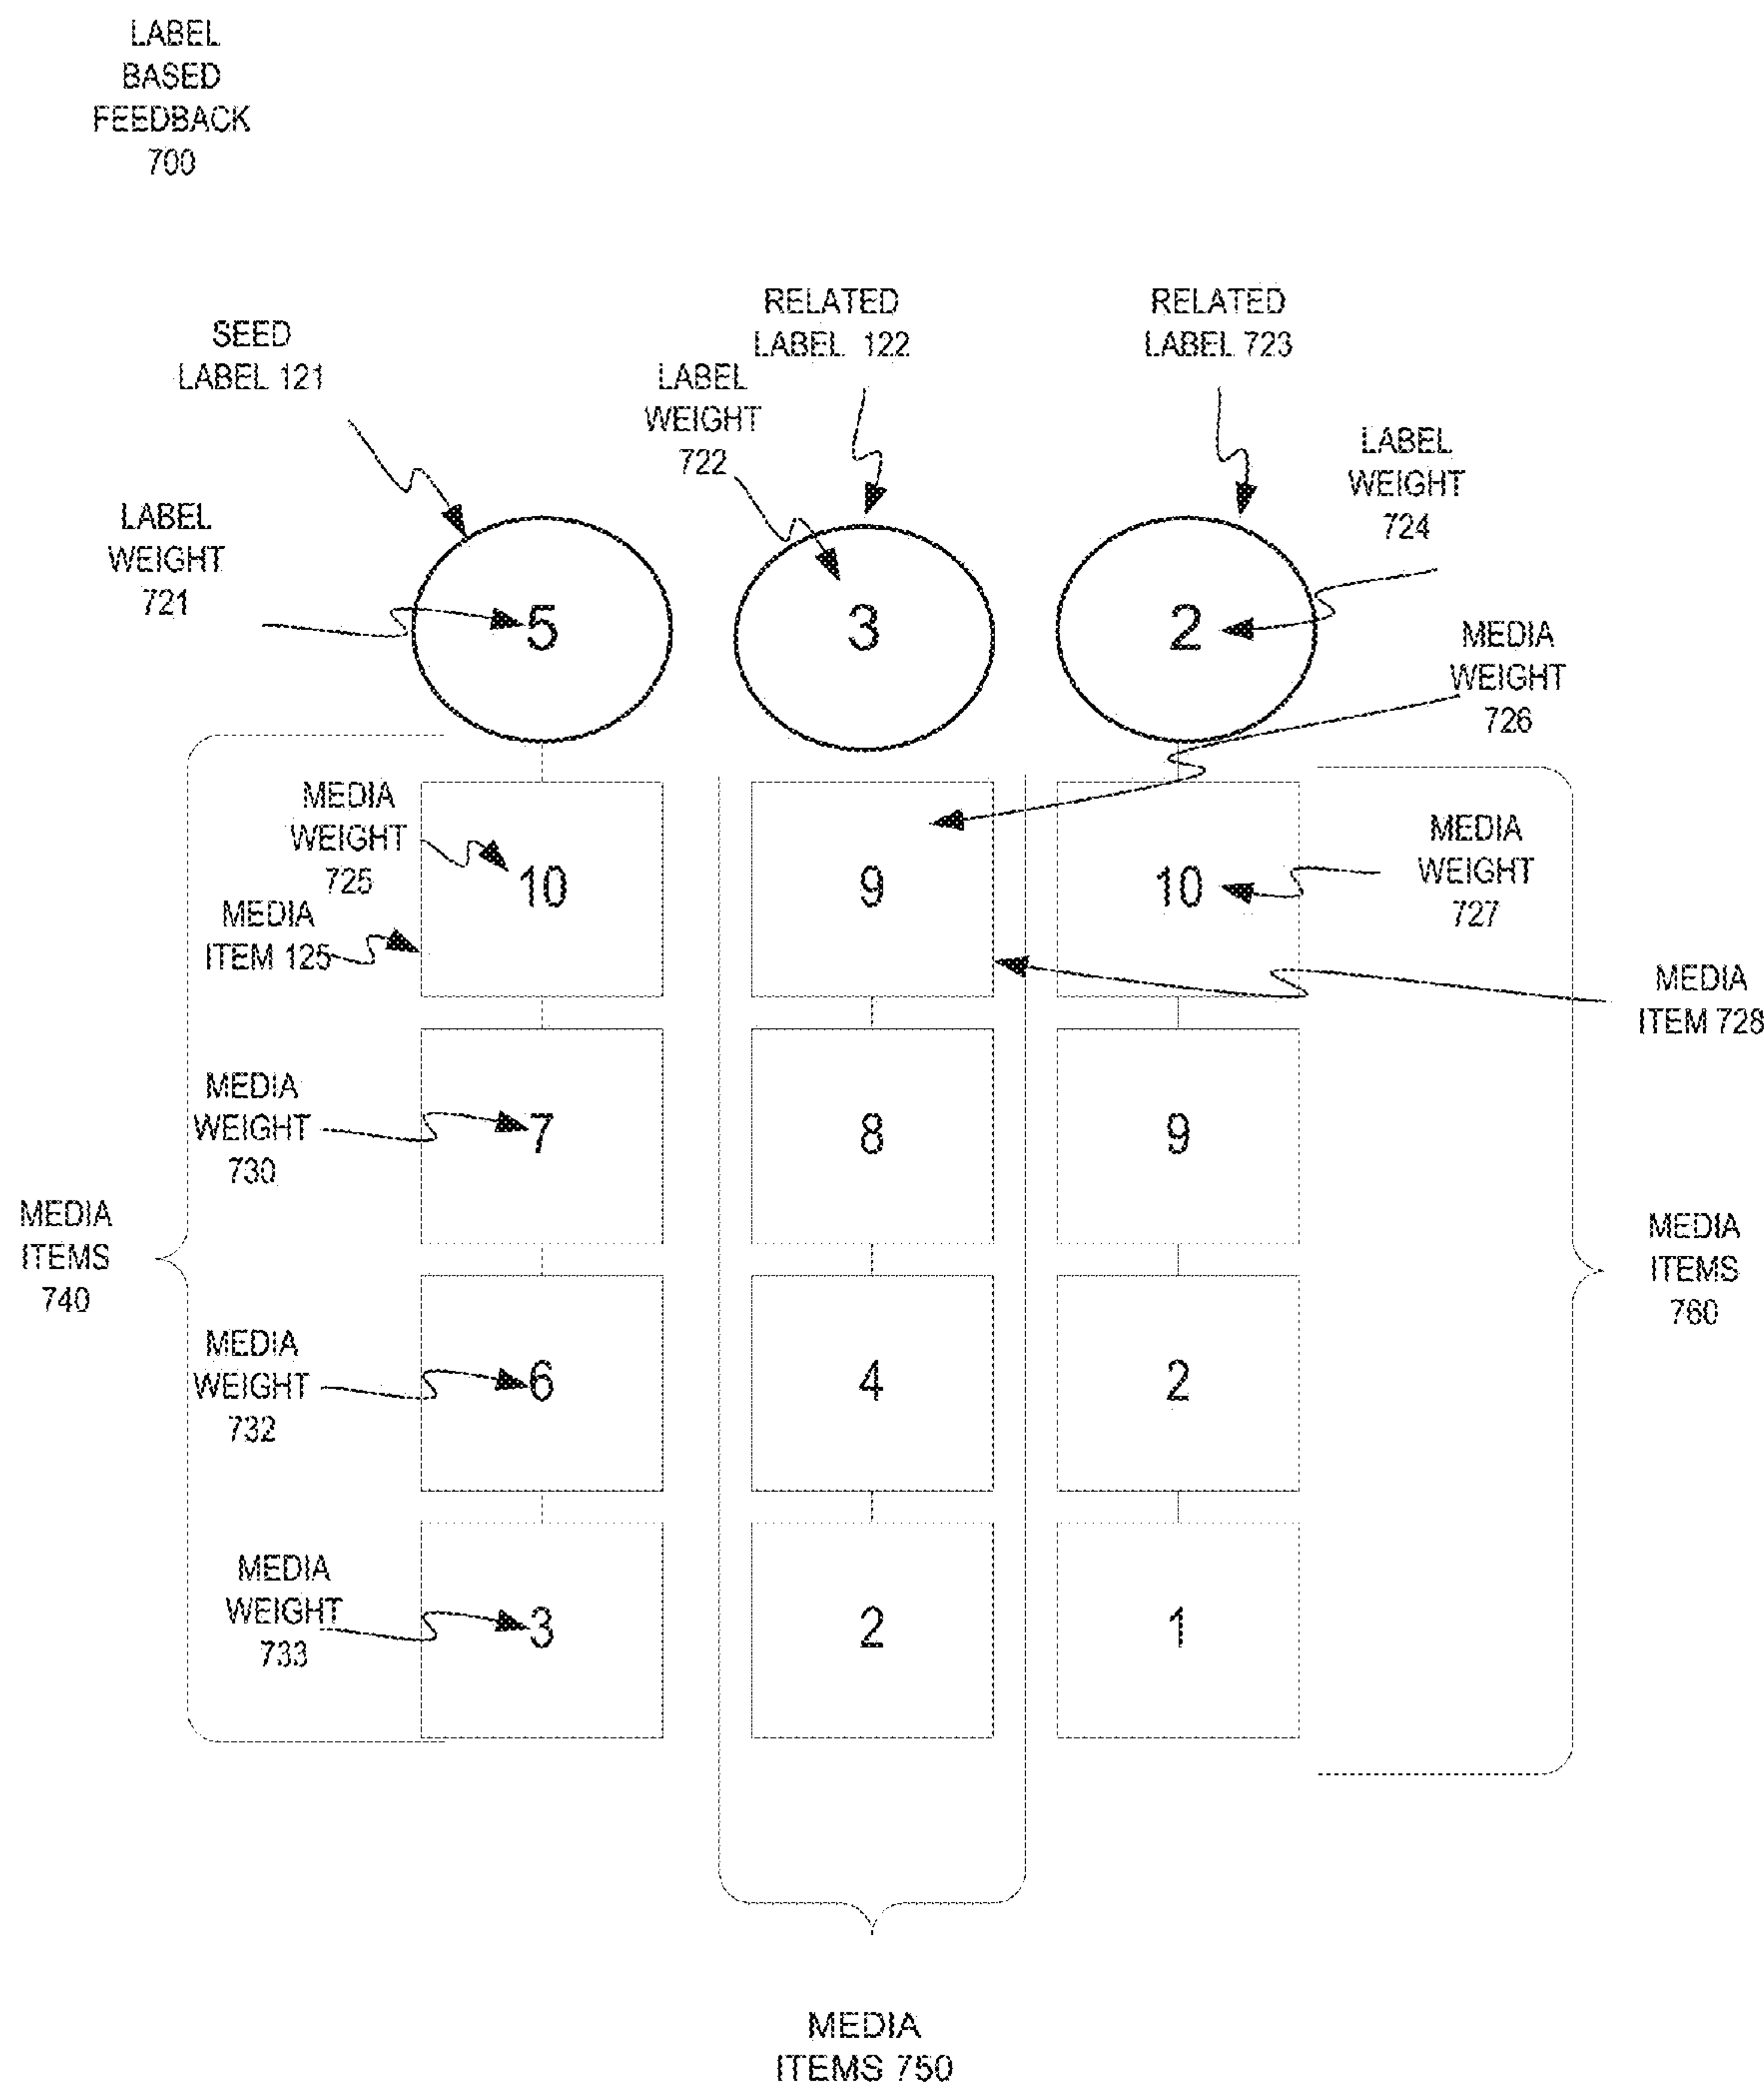 LABEL
BASED
FEEDBACK
700
SEED
LABEL 121
RELATED
LABEL 122
RELATED
LABEL 723
LABEL
WEIGHT
722
LABEL
WEIGHT
724
LABEL
WEIGHT
721
5
3
2
MEDIA
WEIGHT
726
MEDIA
WEIGHT
725
10
9
10
MEDIA
WEIGHT
727
MEDIA
ITEM 125
MEDIA
ITEM 728
MEDIA
WEIGHT
730
7
8
9
MEDIA
ITEMS
740
MEDIA
ITEMS
760
MEDIA
WEIGHT
732
6
4
2
MEDIA
WEIGHT
733
3
2
1
MEDIA
ITEMS 750